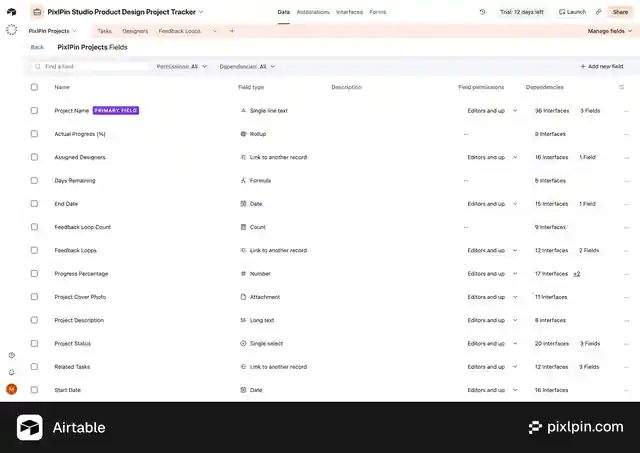 PixlPin Studio Product Design Project Tracker
Data Automations Interfaces Forms
Trial: 12 days left Launch Share
PixlPin Projects Tasks Designers Feedback Loops Manage fields
Back PixlPin Projects Fields
Find a field Permissions: All Dependencies: All + Add new field
Name Field type Description Field permissions Dependencies
Project Name PRIMARY FIELD Single line text Editors and up 36 Interfaces 3 Fields
Actual Progress (%) Rollup -- 9 Interfaces
Assigned Designers Link to another record Editors and up 16 Interfaces 1 Field
Days Remaining Formula 5 Interfaces
End Date Date Editors and up 15 Interfaces 1 Field
Feedback Loop Count Count -- 9 Interfaces
Feedback Loops Link to another record Editors and up 12 Interfaces 2 Fields
Progress Percentage Number Editors and up 17 Interfaces +2
Project Cover Photo Attachment Editors and up 11 Interfaces
Project Description Long text Editors and up 8 Interfaces
Project Status Single select Editors and up 20 Interfaces 3 Fields
Related Tasks Link to another record Editors and up 12 Interfaces 3 Fields
M Start Date Date Editors and up 16 Interfaces
Airtable pixlpin.com